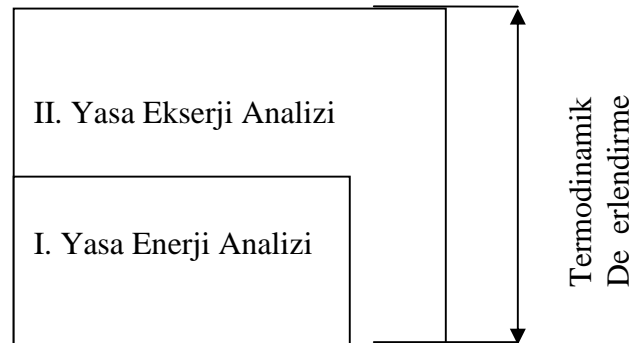 II. Yasa Ekserji Analizi
I. Yasa Enerji Analizi
Termodinamik
De erlendirme